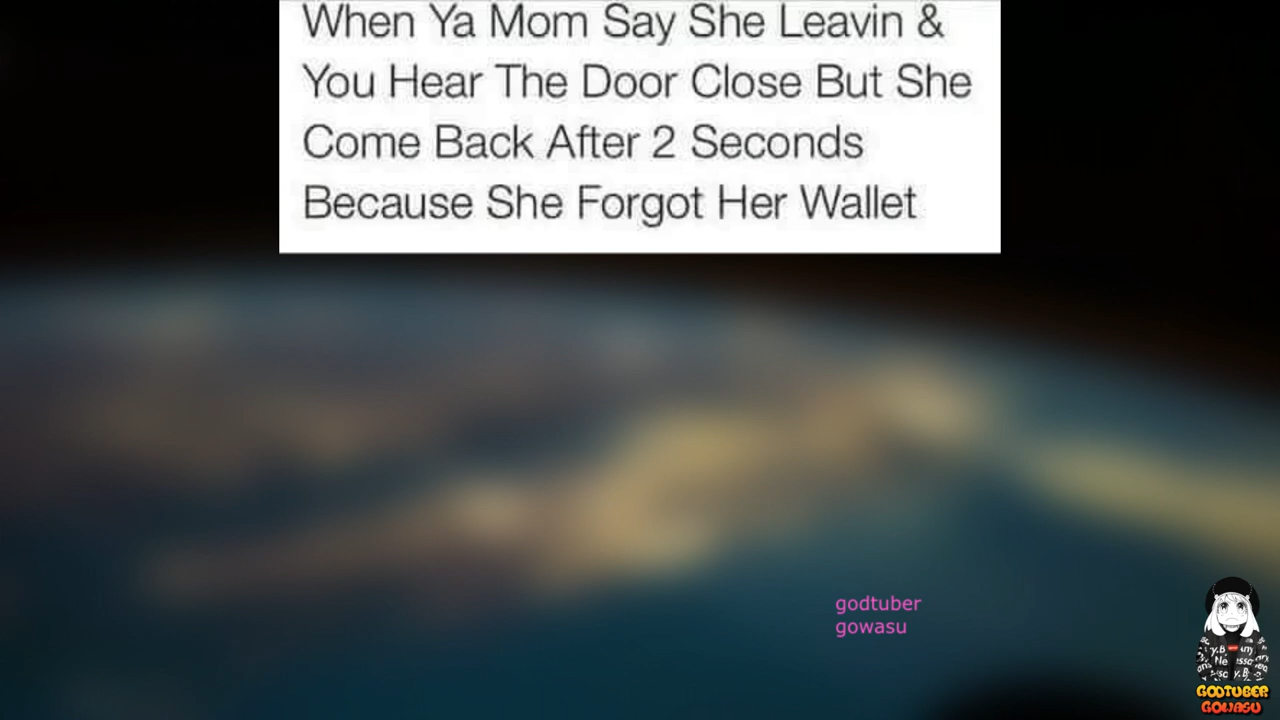 When Ya Mom Say She Leavin &
You Hear The Door Close But She
Come Back After 2 Seconds
Because She Forgot Her Wallet
godtuber
gowasu
GODTUBER
GOWASU